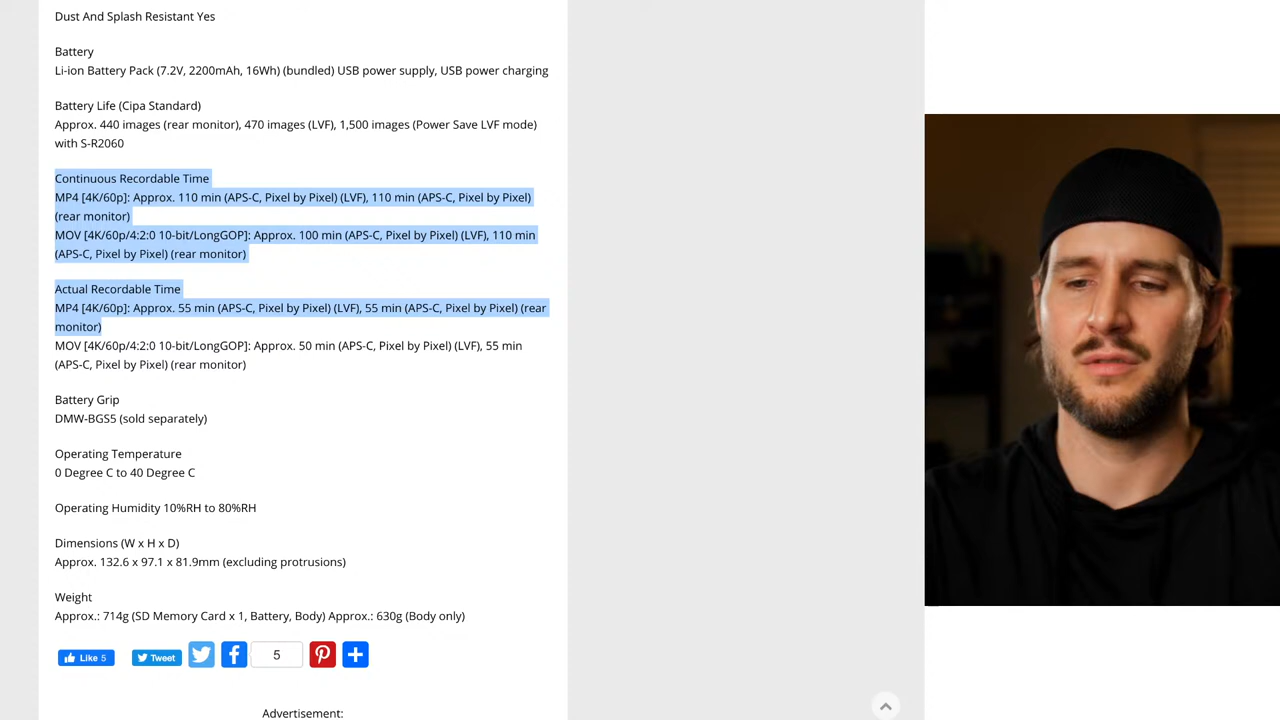 Dust And Splash Resistant Yes
Battery
Li-ion Battery Pack (7.2V, 2200mAh, 16Wh) (bundled) USB power supply, USB power charging
Battery Life (Cipa Standard)
Approx. 440 images (rear monitor), 470 images (LVF), 1,500 images (Power Save LVF mode)
with S-R2060
Continuous Recordable Time
MP4 [4K/60p]: Approx. 110 min (APS-C, Pixel by Pixel) (LVF), 110 min (APS-C, Pixel by Pixel)
(rear monitor)
MOV [4K/60p/4:2:0 10-bit/LongGOP]: Approx. 100 min (APS-C, Pixel by Pixel) (LVF), 110 min
(APS-C, Pixel by Pixel) (rear monitor)
Actual Recordable Time
MP4 [4K/60p]: Approx. 55 min (APS-C, Pixel by Pixel) (LVF), 55 min (APS-C, Pixel by Pixel) (rear
monitor)
MOV [4K/60p/4:2:0 10-bit/LongGOP]: Approx. 50 min (APS-C, Pixel by Pixel) (LVF), 55 min
(APS-C, Pixel by Pixel) (rear monitor)
Battery Grip
DMW-BGS5 (sold separately)
Operating Temperature
0 Degree C to 40 Degree C
Operating Humidity 10%RH to 80%RH
Dimensions (W x H x D)
Approx. 132.6 x 97.1 x 81.9mm (excluding protrusions)
Weight
Approx.: 714g (SD Memory Card x 1, Battery, Body) Approx.: 630g (Body only)
Like 5 Tweet 5
Advertisement: